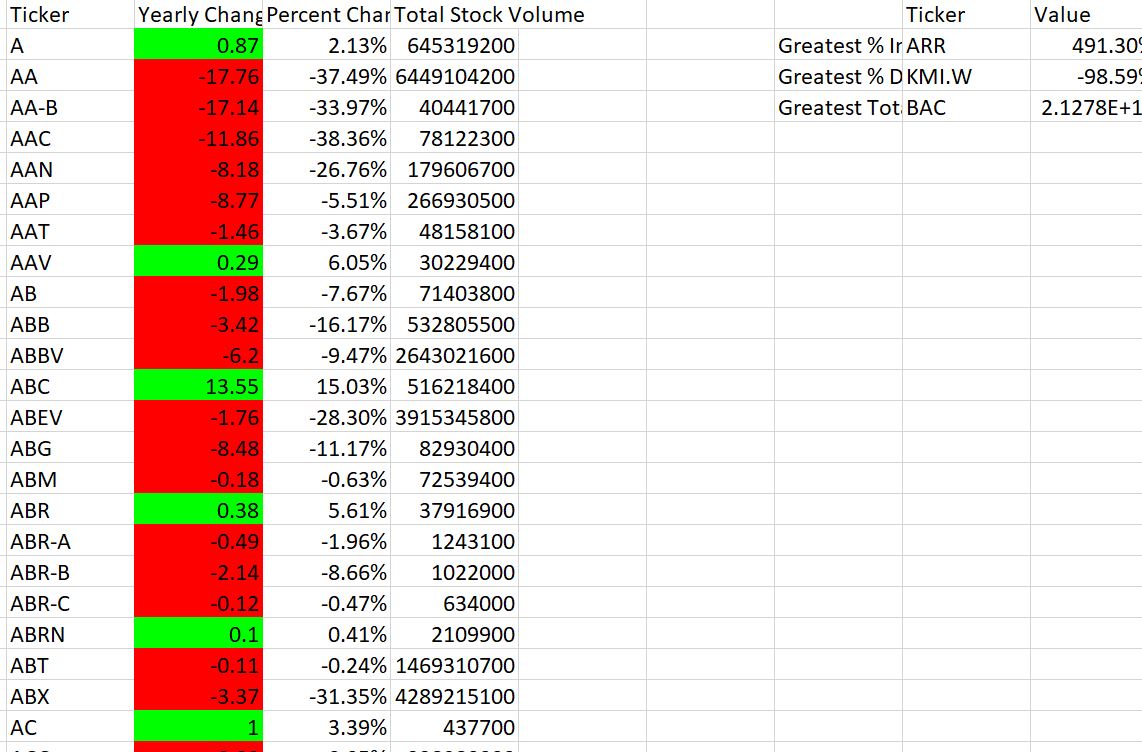 Ticker Yearly Chang Percent Char Total Stock Volume Ticker Value
A 0.87 2.13% 645319200 Greatest % In ARR 491.30%
AA -17.76 -37.49% 6449104200 Greatest % D KMI.W -98.59%
AA-B -17.14 -33.97% 40441700 Greatest Tota BAC 2.1278E+1
AAC -11.86 -38.36% 78122300
AAN -8.18 -26.76% 179606700
AAP -8.77 -5.51% 266930500
AAT -1.46 -3.67% 48158100
AAV 0.29 6.05% 30229400
AB -1.98 -7.67% 71403800
ABB -3.42 -16.17% 532805500
ABBV -6.2 -9.47% 2643021600
ABC 13.55 15.03% 516218400
ABEV -1.76 -28.30% 3915345800
ABG -8.48 -11.17% 82930400
ABM -0.18 -0.63% 72539400
ABR 0.38 5.61% 37916900
ABR-A -0.49 -1.96% 1243100
ABR-B -2.14 -8.66% 1022000
ABR-C -0.12 -0.47% 634000
ABRN 0.1 0.41% 2109900
ABT -0.11 -0.24% 1469310700
ABX -3.37 -31.35% 4289215100
AC 1 3.39% 437700